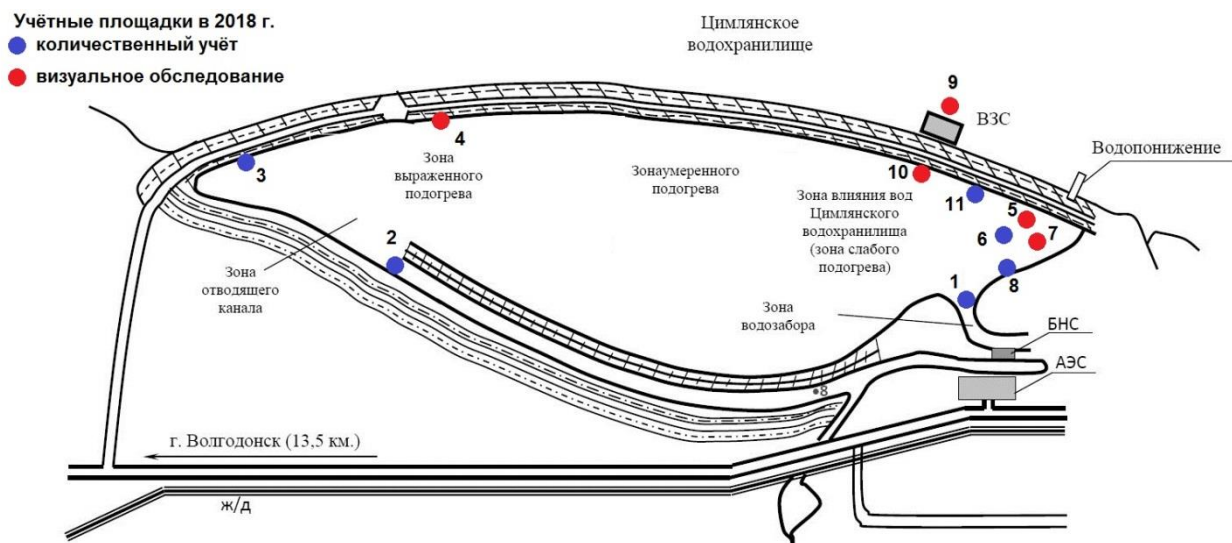 Учётные площадки в 2018 г.
количественный учёт
визуальное обследование
Цимлянское
водохранилище
9
ВЗС
Водопонижение
4
3
Зона
выраженного
подогрева
Зонаумеренного
подогрева
10
Зона влияния вод
Цимлянского
водохранилиша
(зона слабого
подогрева)
11
5
6
7
8
2
Зона
отводящего
канала
1
Зона
водозабора
БНС
АЭС
•8
г. Волгодонск (13,5 км.)
ж/д